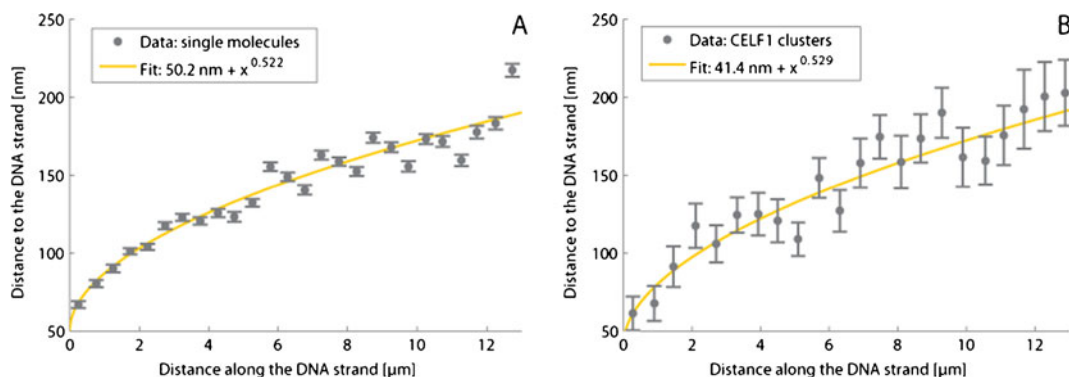 A
Data: single molecules
Fit: 50.2 nm + x^0.522
Distance to the DNA strand [nm]
250
200
150
100
50
0 2 4 6 8 10 12
Distance along the DNA strand [µm]
B
Data: CELF1 clusters
Fit: 41.4 nm + x^0.529
Distance to the DNA strand [nm]
250
200
150
100
50
0 2 4 6 8 10 12
Distance along the DNA strand [µm]